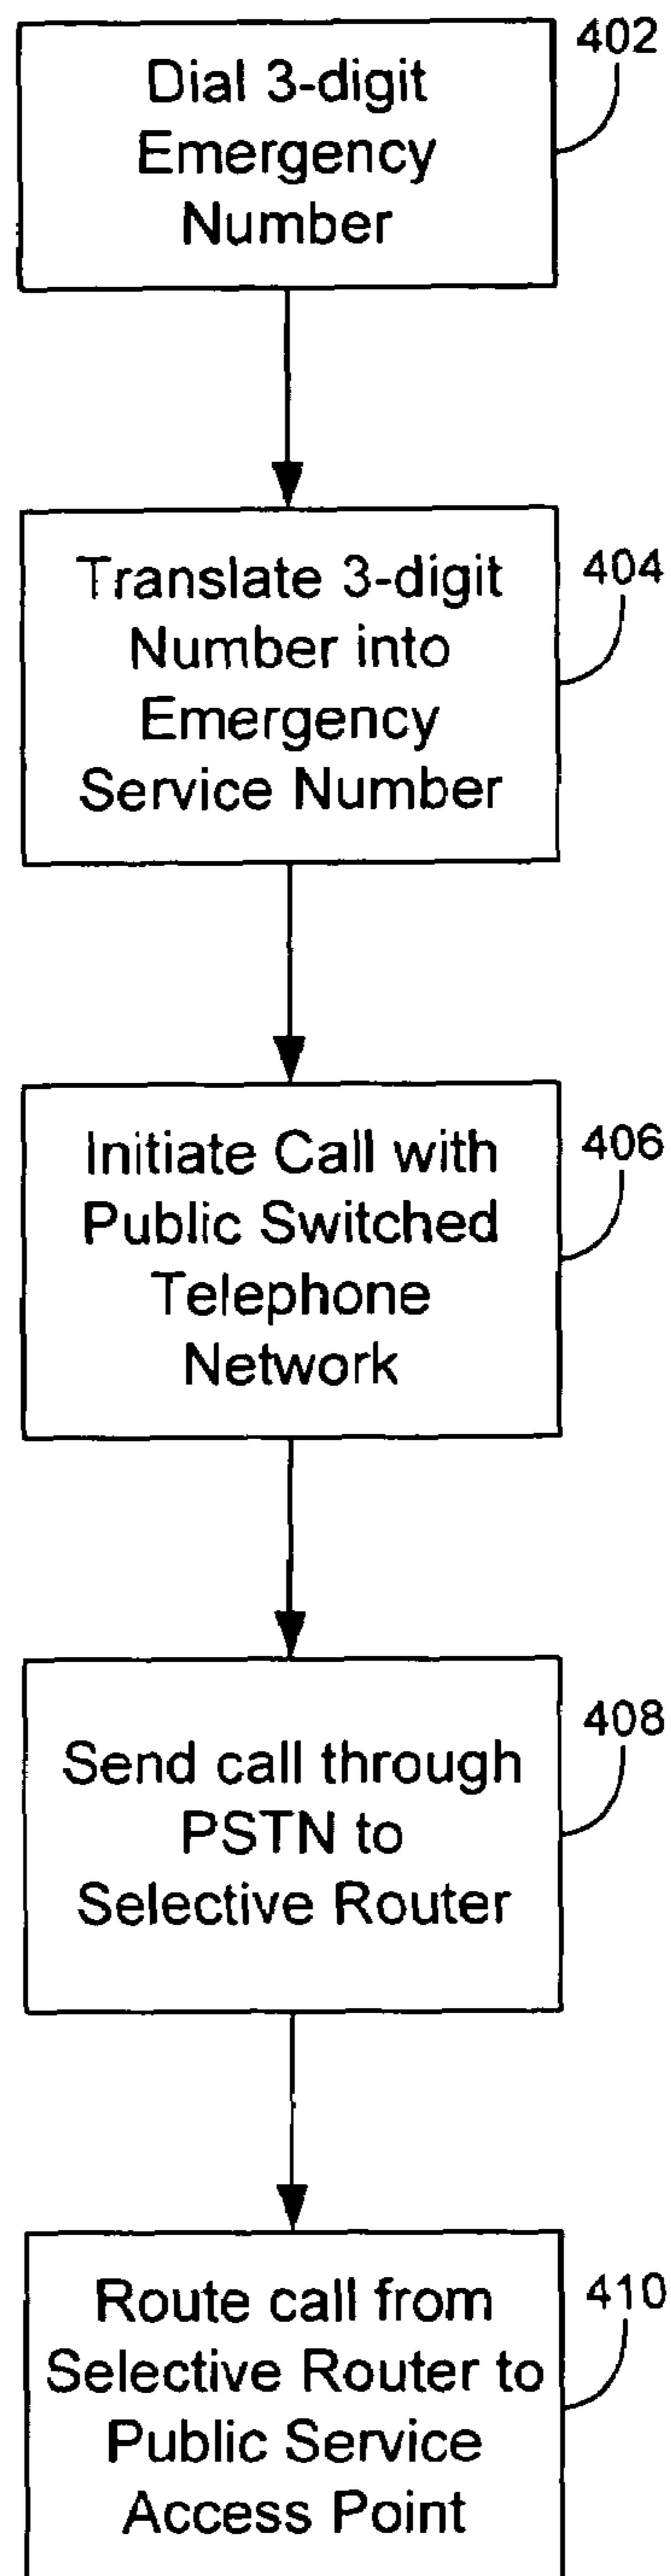 402
Dial 3-digit
Emergency
Number
404
Translate 3-digit
Number into
Emergency
Service Number
406
Initiate Call with
Public Switched
Telephone
Network
408
Send call through
PSTN to
Selective Router
410
Route call from
Selective Router to
Public Service
Access Point